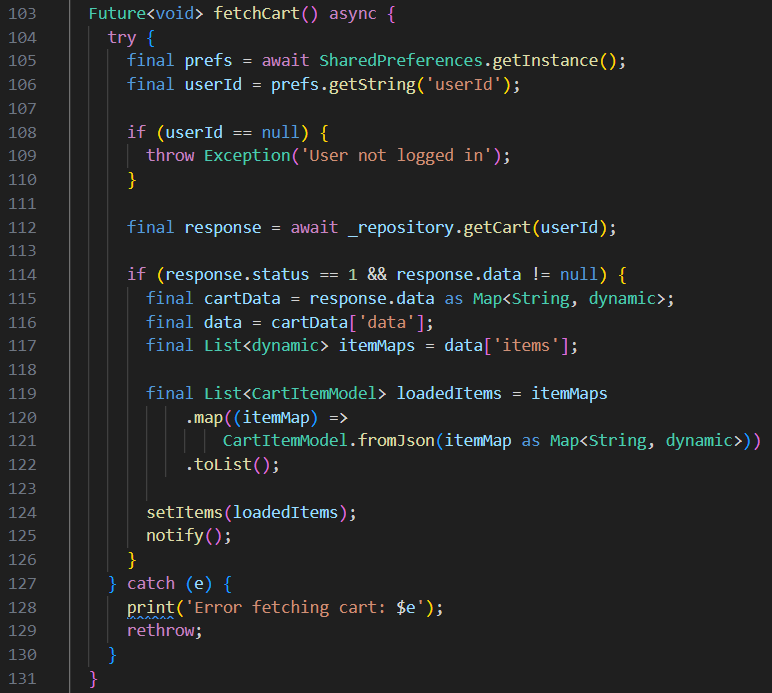 103 Future<void> fetchCart() async {
104 try {
105 final prefs = await SharedPreferences.getInstance();
106 final userId = prefs.getString('userId');
107
108 if (userId == null) {
109 throw Exception('User not logged in');
110 }
111
112 final response = await _repository.getCart(userId);
113
114 if (response.status == 1 && response.data != null) {
115 final cartData = response.data as Map<String, dynamic>;
116 final data = cartData['data'];
117 final List<dynamic> itemMaps = data['items'];
118
119 final List<CartItemModel> loadedItems = itemMaps
120 .map((itemMap) =>
121 CartItemModel.fromJson(itemMap as Map<String, dynamic>))
122 .toList();
123
124 setItems(loadedItems);
125 notify();
126 }
127 } catch (e) {
128 print('Error fetching cart: $e');
129 rethrow;
130 }
131 }